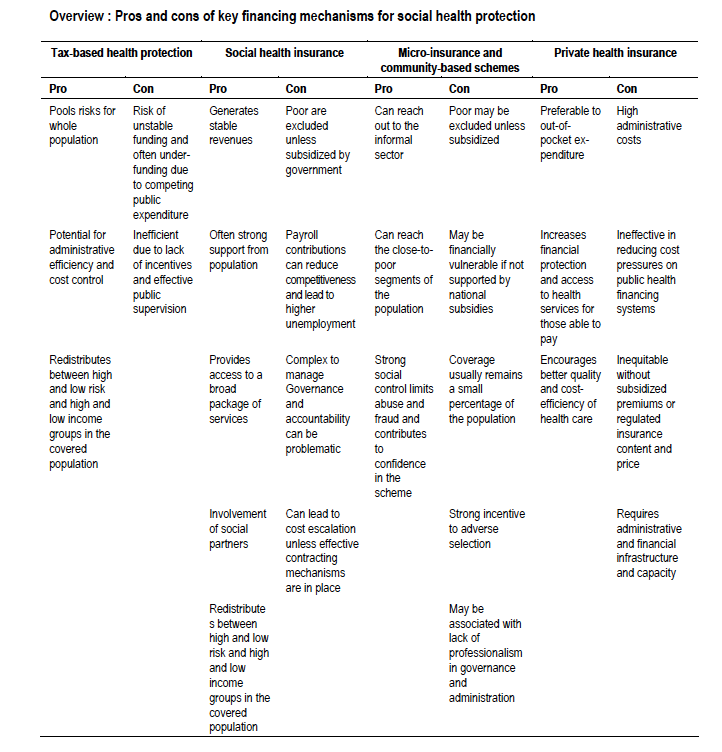 Overview : Pros and cons of key financing mechanisms for social health protection
Tax-based health protection
Social health insurance
Micro-insurance and
community-based schemes
Private health insurance
Pro
Con
Pro
Con
Pro
Con
Pro
Con
Pools risks for
whole
population
Risk of
unstable
funding and
often under-
funding due
to competing
public
expenditure
Generates
stable
revenues
Poor are
excluded
unless
subsidized by
government
Can reach
out to the
informal
sector
Poor may be
excluded unless
subsidized
Preferable to
out-of-
pocket ex-
penditure
High
administrative
costs
Potential for
administrative
efficiency and
cost control
Inefficient
due to lack
of incentives
and effective
public
supervision
Often strong
support from
population
Payroll
contributions
can reduce
competitiveness
and lead to
higher
unemployment
Can reach
the close-to-
poor
segments of
the
population
May be
financially
vulnerable if not
supported by
national
subsidies
Increases
financial
protection
and access
to health
services for
those able to
pay
Ineffective in
reducing cost
pressures on
public health
financing
systems
Redistributes
between high
and low risk
and high and
low income
groups in the
covered
population
Provides
access to a
broad
package of
services
Complex to
manage
Governance
and
accountability
can be
problematic
Strong
social
control limits
abuse and
fraud and
contributes
to
confidence
in the
scheme
Coverage
usually remains
a small
percentage of
the population
Encourages
better quality
and cost-
efficiency of
health care
Inequitable
without
subsidized
premiums or
regulated
insurance
content and
price
Involvement
of social
partners
Can lead to
cost escalation
unless effective
contracting
mechanisms
are in place
Strong incentive
to adverse
selection
Requires
administrative
and financial
infrastructure
and capacity
Redistribute
s between
high and low
risk and high
and low
income
groups in the
covered
population
May be
associated with
lack of
professionalism
in governance
and
administration